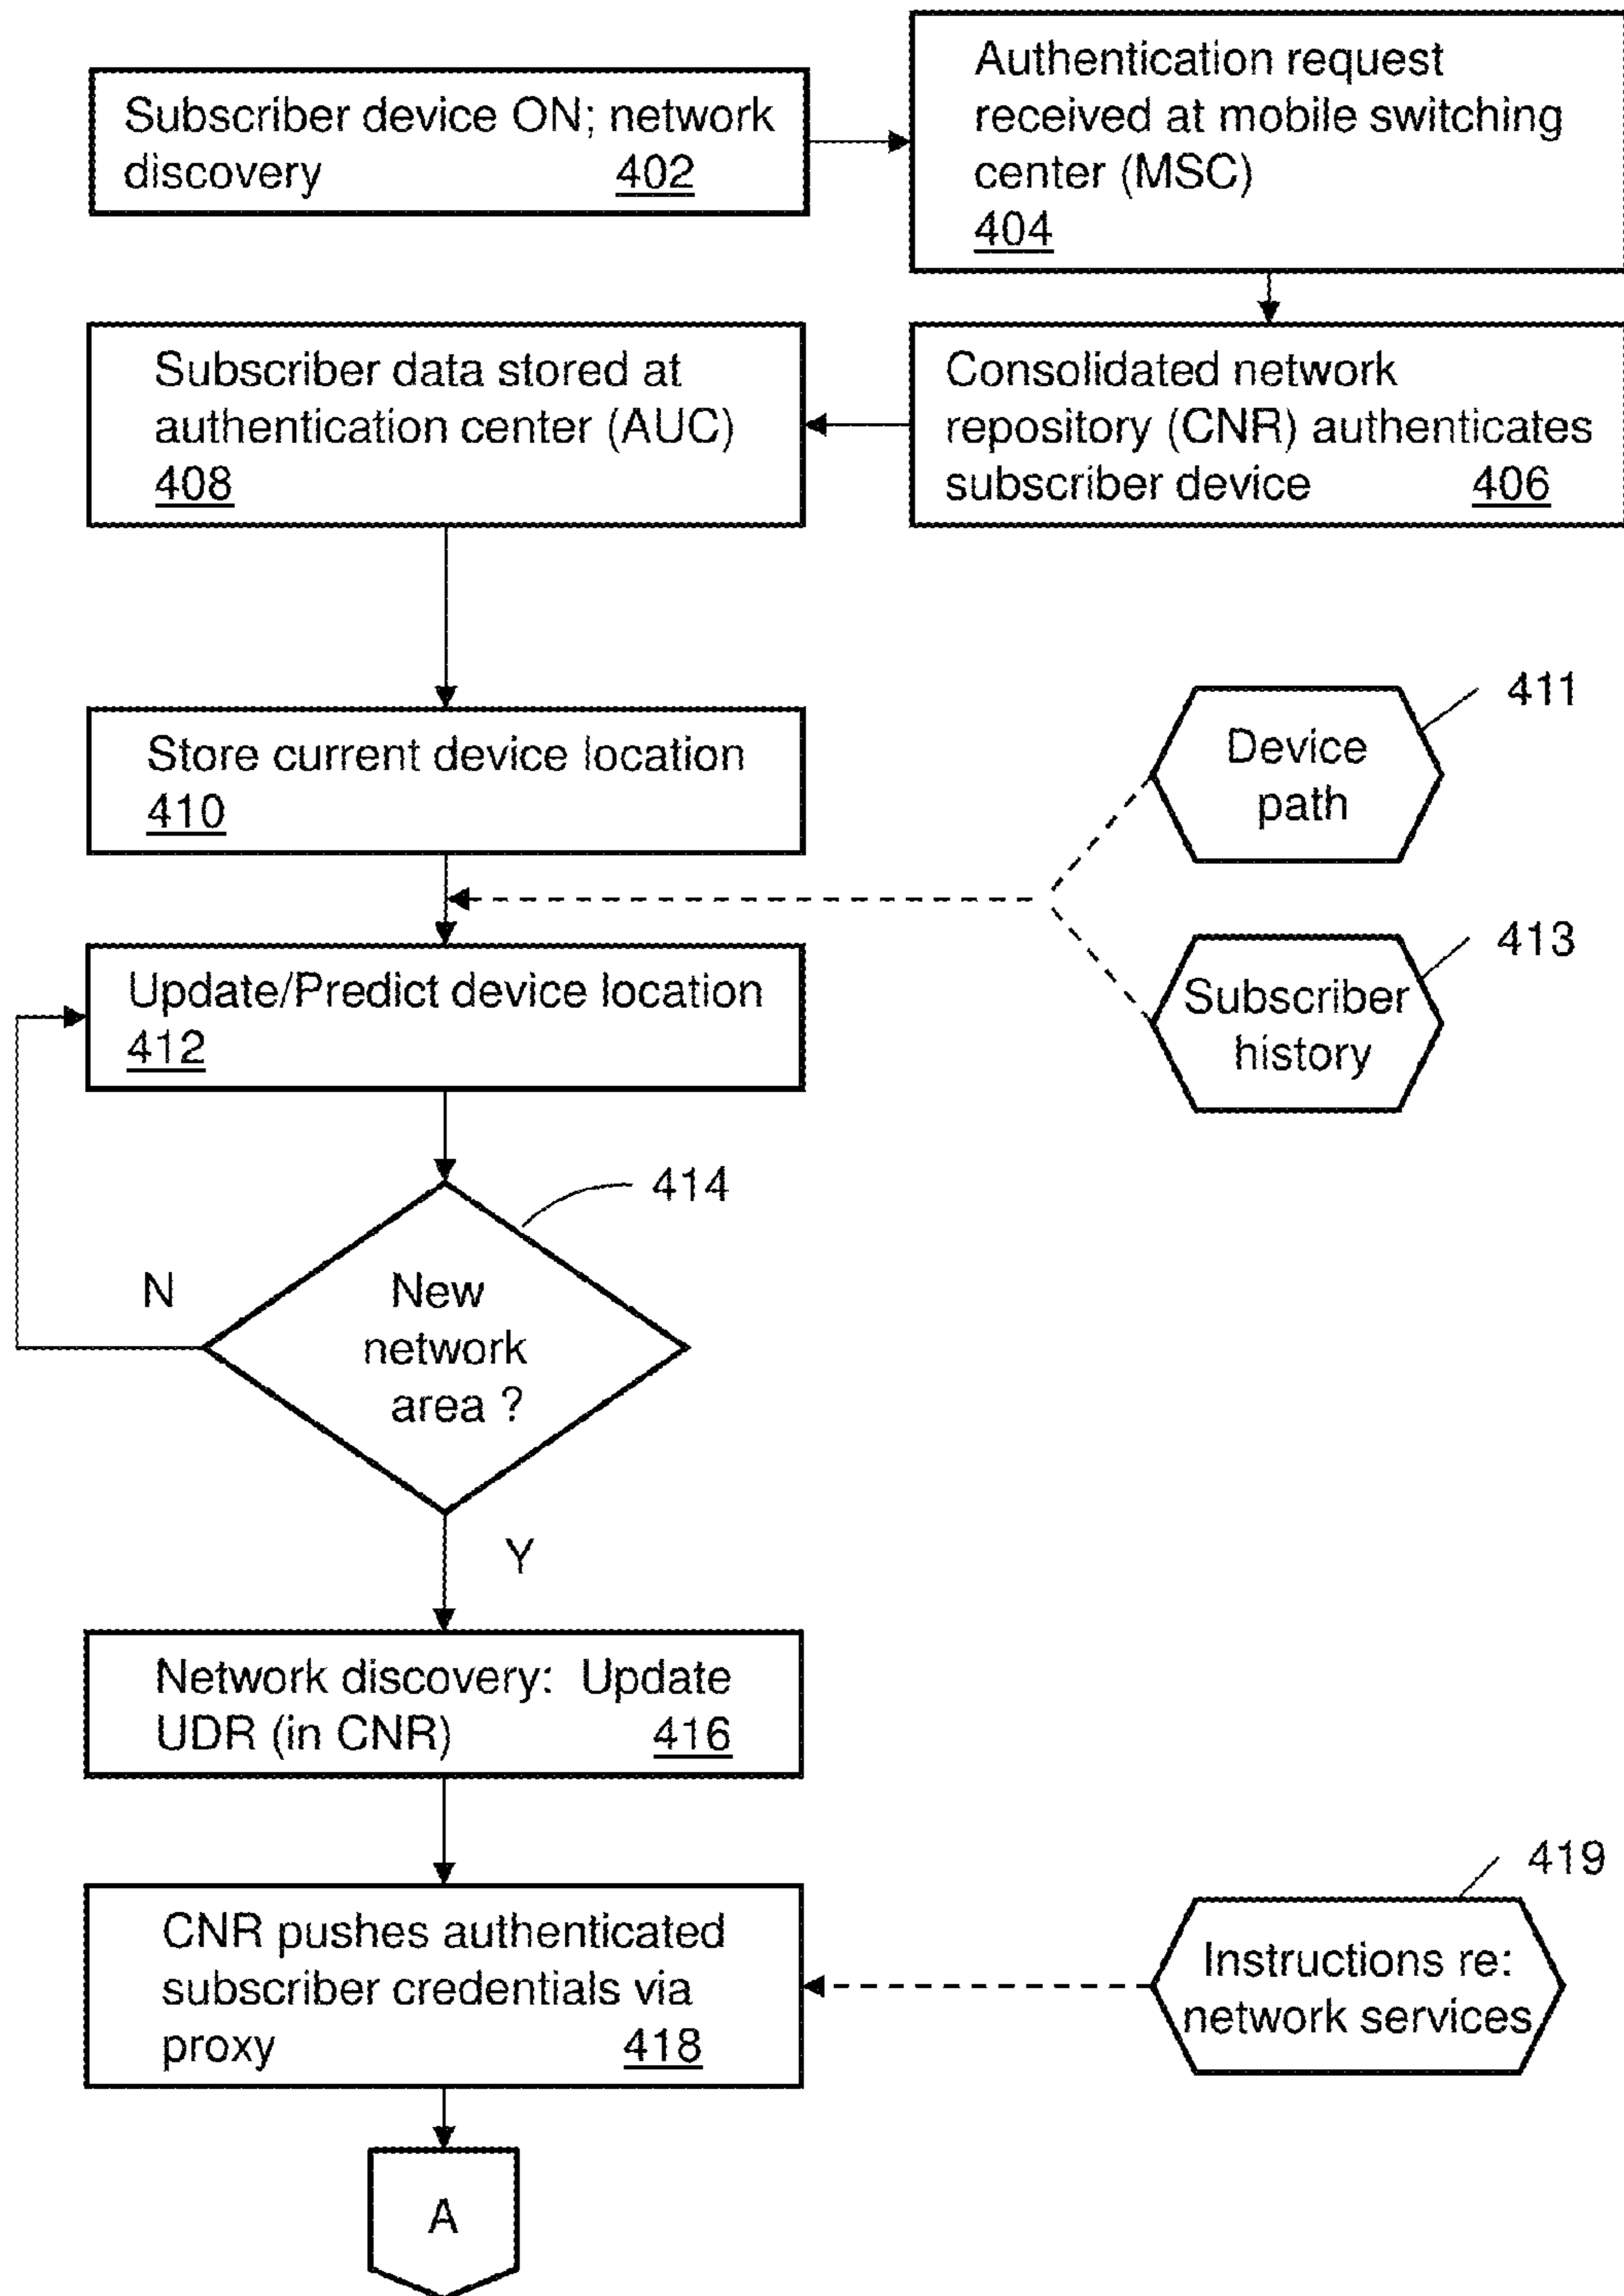 Subscriber device ON; network
discovery 402
Authentication request
received at mobile switching
center (MSC)
404
Subscriber data stored at
authentication center (AUC)
408
Consolidated network
repository (CNR) authenticates
subscriber device 406
Store current device location
410
411
Device
path
413
Subscriber
history
Update/Predict device location
412
414
New
network
area ?
N
Y
Network discovery: Update
UDR (in CNR) 416
CNR pushes authenticated
subscriber credentials via
proxy 418
419
Instructions re:
network services
A